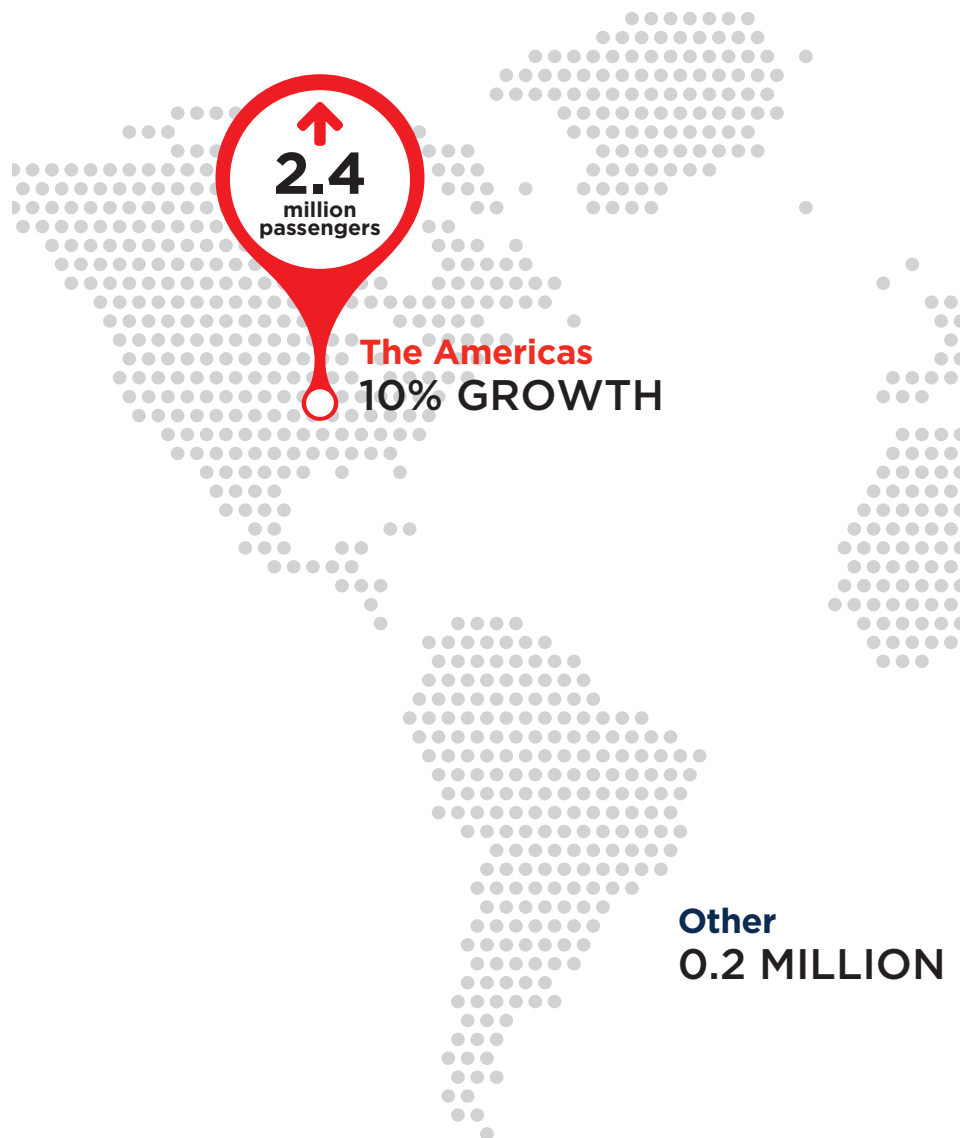 2.4
million
passengers
The Americas
10% GROWTH
Other
0.2 MILLION